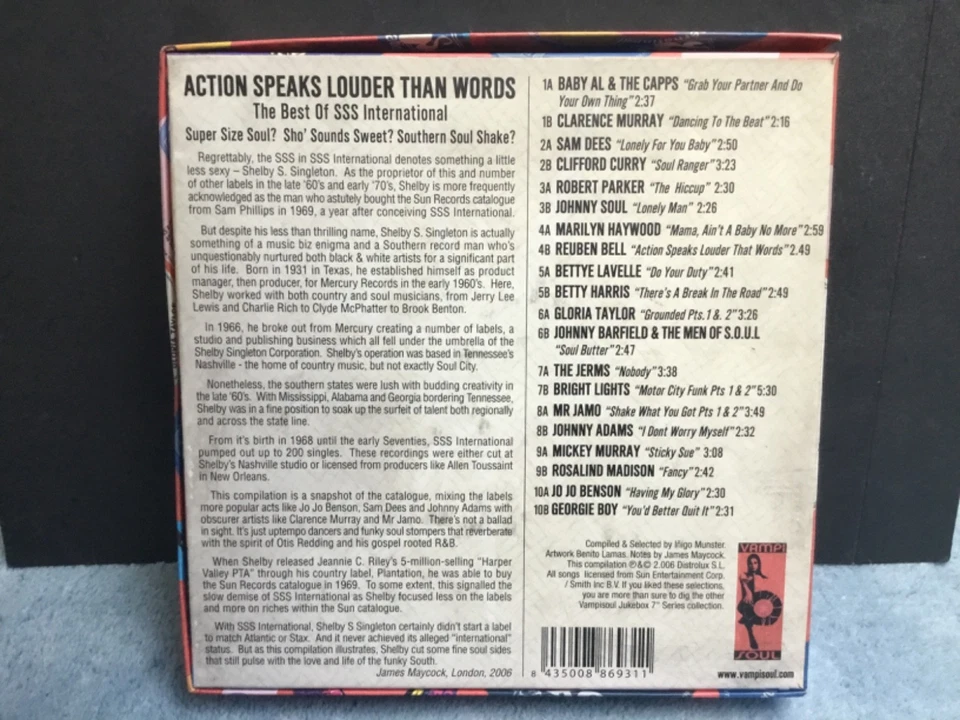 ACTION SPEAKS LOUDER THAN WORDS
The Best Of SSS International
Super Size Soul? Sho' Sounds Sweet? Southern Soul Shake?
Regrettably, the SSS in SSS International denotes something a little
less sexy – Shelby S. Singleton. As the proprietor of this and number
of other labels in the late '60's and early '70's, Shelby is more frequently
acknowledged as the man who astutely bought the Sun Records catalogue
from Sam Phillips in 1969, a year after conceiving SSS International.
But despite his less than thrilling name, Shelby S. Singleton is actually
something of a music biz enigma and a Southern record man who's
unquestionably nurtured both black & white artists for a significant part
of his life. Born in 1931 in Texas, he established himself as product
manager, then producer, for Mercury Records in the early 1960's. Here,
Shelby worked with both country and soul musicians, from Jerry Lee
Lewis and Charlie Rich to Clyde McPhatter to Brook Benton.
In 1966, he broke out from Mercury creating a number of labels, a
studio and publishing business which all fell under the umbrella of the
Shelby Singleton Corporation. Shelby's operation was based in Tennessee's
Nashville - the home of country music, but not exactly Soul City.
Nonetheless, the southern states were lush with budding creativity in
the late '60's. With Mississippi, Alabama and Georgia bordering Tennessee,
Shelby was in a fine position to soak up the surfeit of talent both regionally
and across the state line.
From it's birth in 1968 until the early Seventies, SSS International
pumped out up to 200 singles. These recordings were either cut at
Shelby's Nashville studio or licensed from producers like Allen Toussaint
in New Orleans.
This compilation is a snapshot of the catalogue, mixing the labels
more popular acts like Jo Jo Benson, Sam Dees and Johnny Adams with
obscurer artists like Clarence Murray and Mr Jamo. There's not a ballad
in sight. It's just uptempo dancers and funky soul stompers that reverberate
with the spirit of Otis Redding and his gospel rooted R&B.
When Shelby released Jeannie C. Riley's 5-million-selling "Harper
Valley PTA" through his country label, Plantation, he was able to buy
the Sun Records catalogue in 1969. To some extent, this signalled the
slow demise of SSS International as Shelby focused less on the labels
and more on riches within the Sun catalogue.
With SSS International, Shelby S Singleton certainly didn't start a label
to match Atlantic or Stax. And it never achieved its alleged "international"
status. But as this compilation illustrates, Shelby cut some fine soul sides
that still pulse with the love and life of the funky South.
James Maycock, London, 2006
1A BABY AL & THE CAPPS "Grab Your Partner And Do
Your Own Thing" 2:37
1B CLARENCE MURRAY "Dancing To The Beat" 2:16
2A SAM DEES "Lonely For You Baby" 2:50
2B CLIFFORD CURRY "Soul Ranger" 3:23
3A ROBERT PARKER "The Hiccup" 2:30
3B JOHNNY SOUL "Lonely Man" 2:26
4A MARILYN HAYWOOD "Mama, Ain't A Baby No More" 2:59
4B REUBEN BELL "Action Speaks Louder That Words" 2.49
5A BETTYE LAVELLE "Do Your Duty" 2:41
5B BETTY HARRIS "There's A Break In The Road" 2:49
6A GLORIA TAYLOR "Grounded Pts. 1 & 2" 3:26
6B JOHNNY BARFIELD & THE MEN OF S.O.U.L
"Soul Butter" 2:47
7A THE JERMS "Nobody" 3:38
7B BRIGHT LIGHTS "Motor City Funk Pts 1 & 2" 5:30
8A MR JAMO "Shake What You Got Pts 1 & 2" 3:49
8B JOHNNY ADAMS "I Dont Worry Myself" 2:32
9A MICKEY MURRAY "Sticky Sue" 3:08
9B ROSALIND MADISON "Fancy" 2:42
10A JO JO BENSON "Having My Glory" 2:30
10B GEORGIE BOY "You'd Better Quit It" 2:31
Compiled & Selected by Iñigo Munster.
Artwork Benito Lamas. Notes by James Maycock.
This compilation ℗&© 2006 Distrolux S.L.
All songs licensed from Sun Entertainment Corp.
/ Smith Inc B.V. If you liked these selections,
you are more than sure to dig the other
Vampisoul Jukebox 7" Series collection.
VAMPI
SOUL
8 435008 869311
www.vampisoul.com